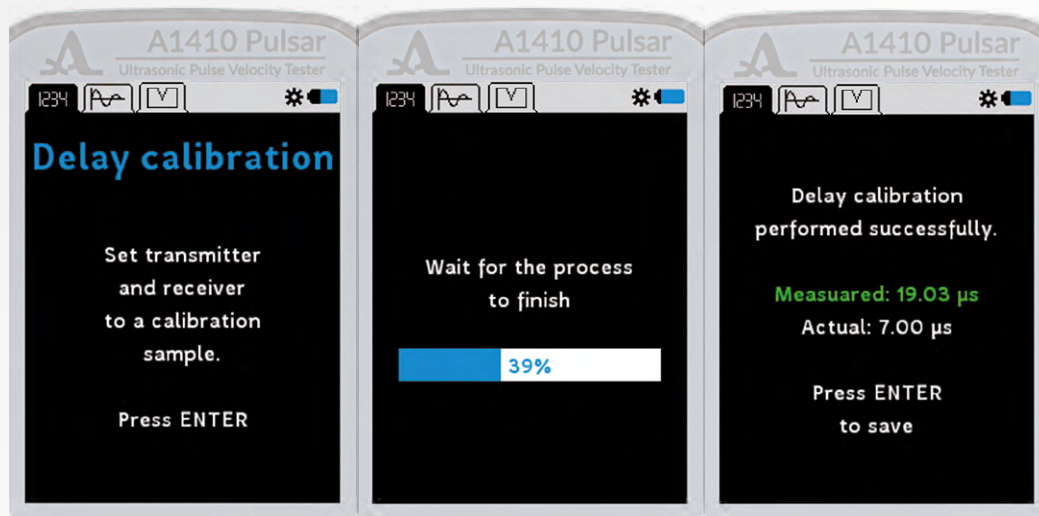 A1410 Pulsar
Ultrasonic Pulse Velocity Tester
1234
V
Delay calibration
Set transmitter
and receiver
to a calibration
sample.
Press ENTER
A1410 Pulsar
Ultrasonic Pulse Velocity Tester
1234
V
Wait for the process
to finish
39%
A1410 Pulsar
Ultrasonic Pulse Velocity Tester
1234
V
Delay calibration
performed successfully.
Measuared: 19.03 µs
Actual: 7.00 µs
Press ENTER
to save